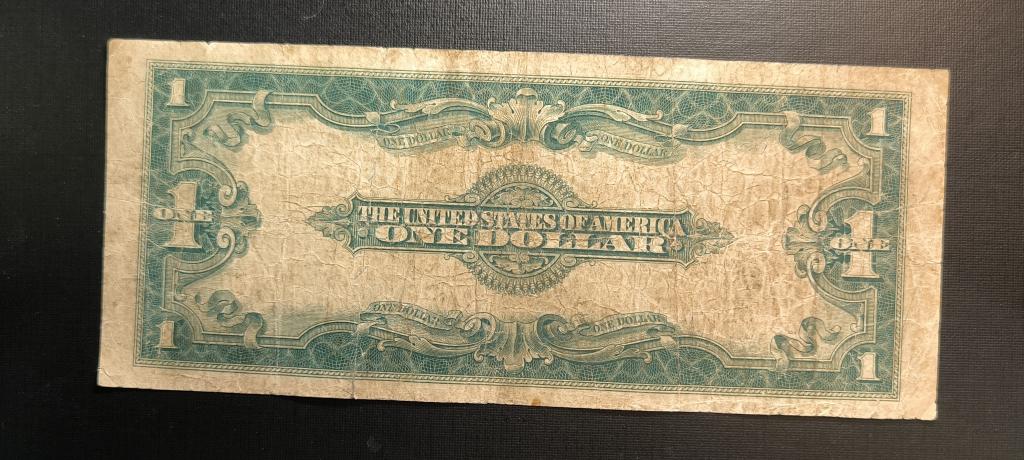 1 1
ONE DOLLAR ONE DOLLAR
1 ONE 1 ONE
THE UNITED STATES OF AMERICA
ONE DOLLAR
ONE DOLLAR ONE DOLLAR
1 1